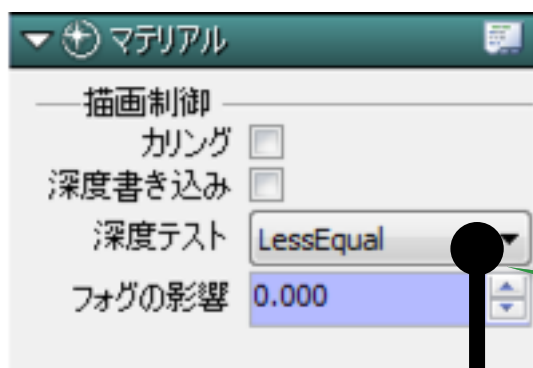 マテリアル
描画制御
カリング
深度書き込み
深度テスト LessEqual
フォグの影響 0.000